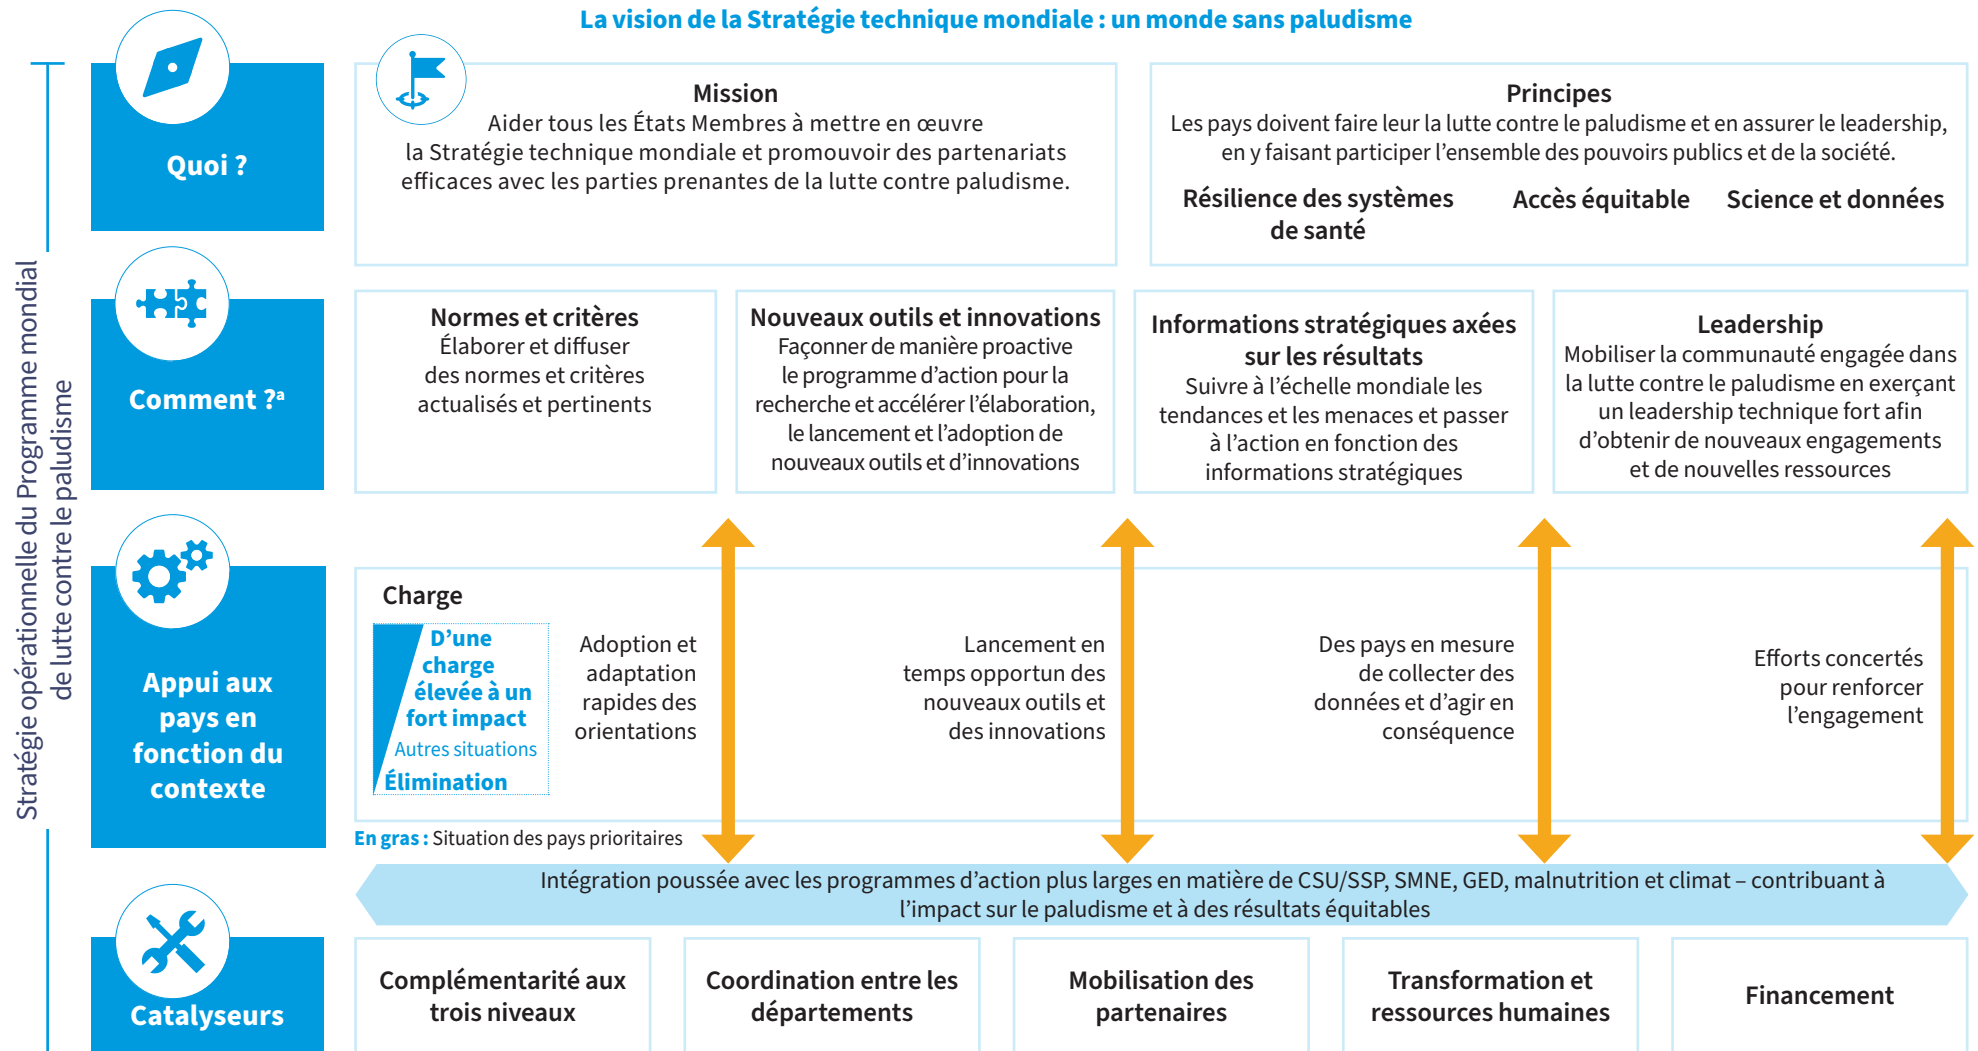 La vision de la Stratégie technique mondiale : un monde sans paludisme
Stratégie opérationnelle du Programme mondial
de lutte contre le paludisme
Quoi ?
Mission
Aider tous les États Membres à mettre en œuvre
la Stratégie technique mondiale et promouvoir des partenariats
efficaces avec les parties prenantes de la lutte contre paludisme.
Principes
Les pays doivent faire leur la lutte contre le paludisme et en assurer le leadership,
en y faisant participer l’ensemble des pouvoirs publics et de la société.
Résilience des systèmes
de santé
Accès équitable
Science et données
Comment ?ᵃ
Normes et critères
Élaborer et diffuser
des normes et critères
actualisés et pertinents
Nouveaux outils et innovations
Façonner de manière proactive
le programme d’action pour la
recherche et accélérer l’élaboration,
le lancement et l’adoption de
nouveaux outils et d’innovations
Informations stratégiques axées
sur les résultats
Suivre à l’échelle mondiale les
tendances et les menaces et passer
à l’action en fonction des
informations stratégiques
Leadership
Mobiliser la communauté engagée dans
la lutte contre le paludisme en exerçant
un leadership technique fort afin
d’obtenir de nouveaux engagements
et de nouvelles ressources
Appui aux
pays en
fonction du
contexte
Charge
D’une
charge
élevée à un
fort impact
Autres situations
Élimination
Adoption et
adaptation
rapides des
orientations
Lancement en
temps opportun des
nouveaux outils et
des innovations
Des pays en mesure
de collecter des
données et d’agir en
conséquence
Efforts concertés
pour renforcer
l’engagement
En gras : Situation des pays prioritaires
Intégration poussée avec les programmes d’action plus larges en matière de CSU/SSP, SMNE, GED, malnutrition et climat – contribuant à
l’impact sur le paludisme et à des résultats équitables
Catalyseurs
Complémentarité aux
trois niveaux
Coordination entre les
départements
Mobilisation des
partenaires
Transformation et
ressources humaines
Financement